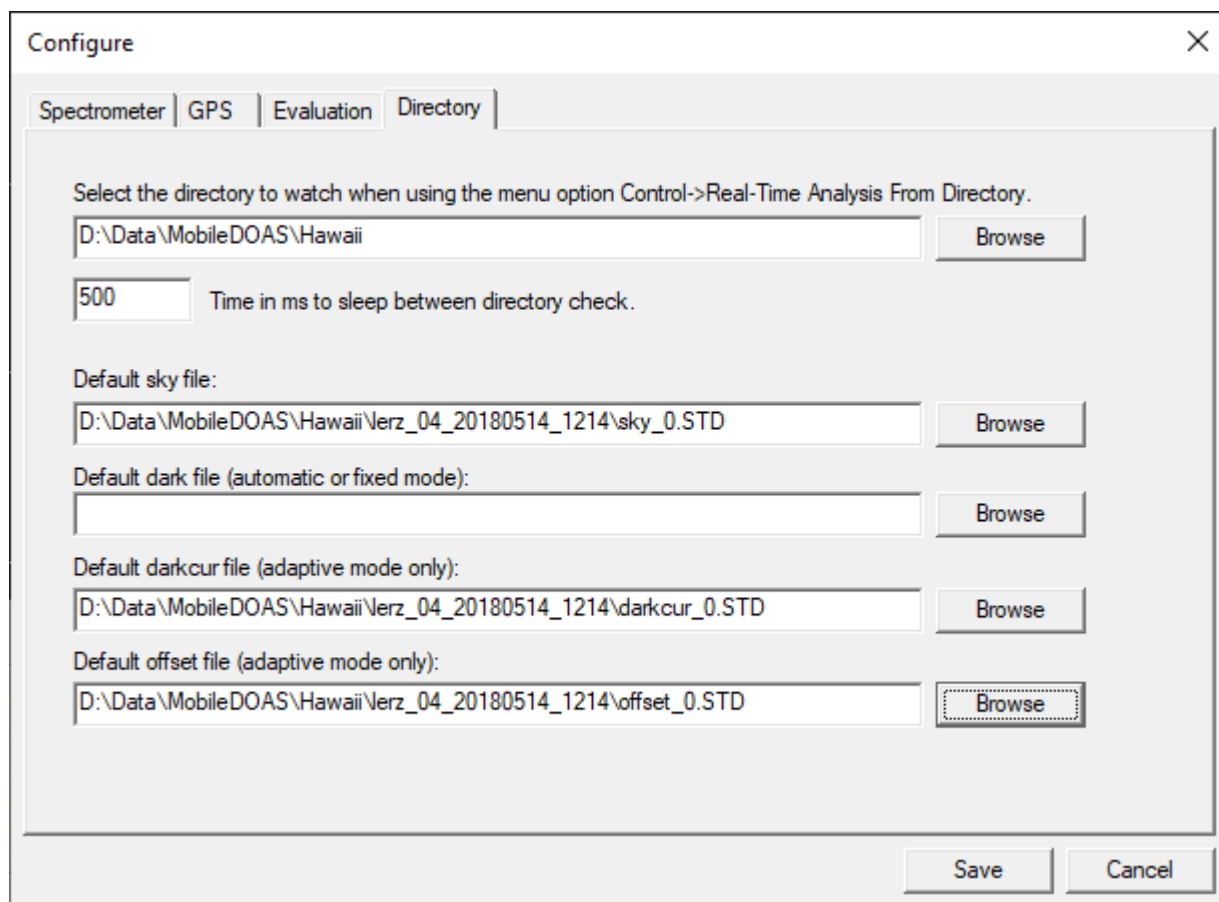 Configure
Spectrometer GPS Evaluation Directory
Select the directory to watch when using the menu option Control->Real-Time Analysis From Directory.
D:\Data\MobileDOAS\Hawaii Browse
500 Time in ms to sleep between directory check.
Default sky file:
D:\Data\MobileDOAS\Hawaii\lerz_04_20180514_1214\sky_0.STD Browse
Default dark file (automatic or fixed mode):
Browse
Default darkcur file (adaptive mode only):
D:\Data\MobileDOAS\Hawaii\lerz_04_20180514_1214\darkcur_0.STD Browse
Default offset file (adaptive mode only):
D:\Data\MobileDOAS\Hawaii\lerz_04_20180514_1214\offset_0.STD Browse
Save Cancel